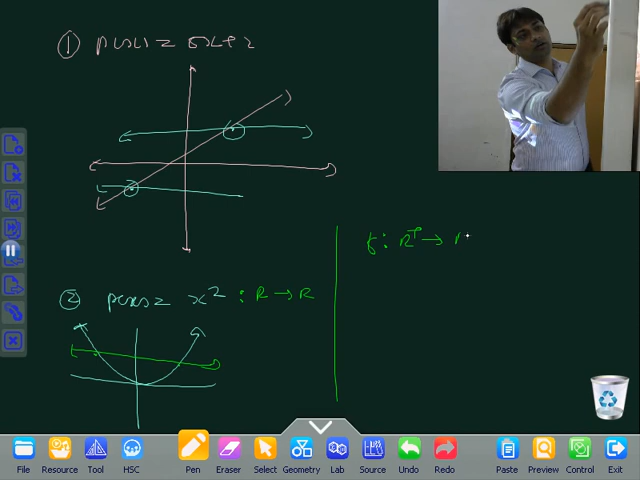 ① f(x) = 5x+2
② f(x) = x² : R → R
f : R⁺ → R
File Resource Tool HSC Pen Eraser Select Geometry Lab Source Undo Redo Paste Preview Control Exit